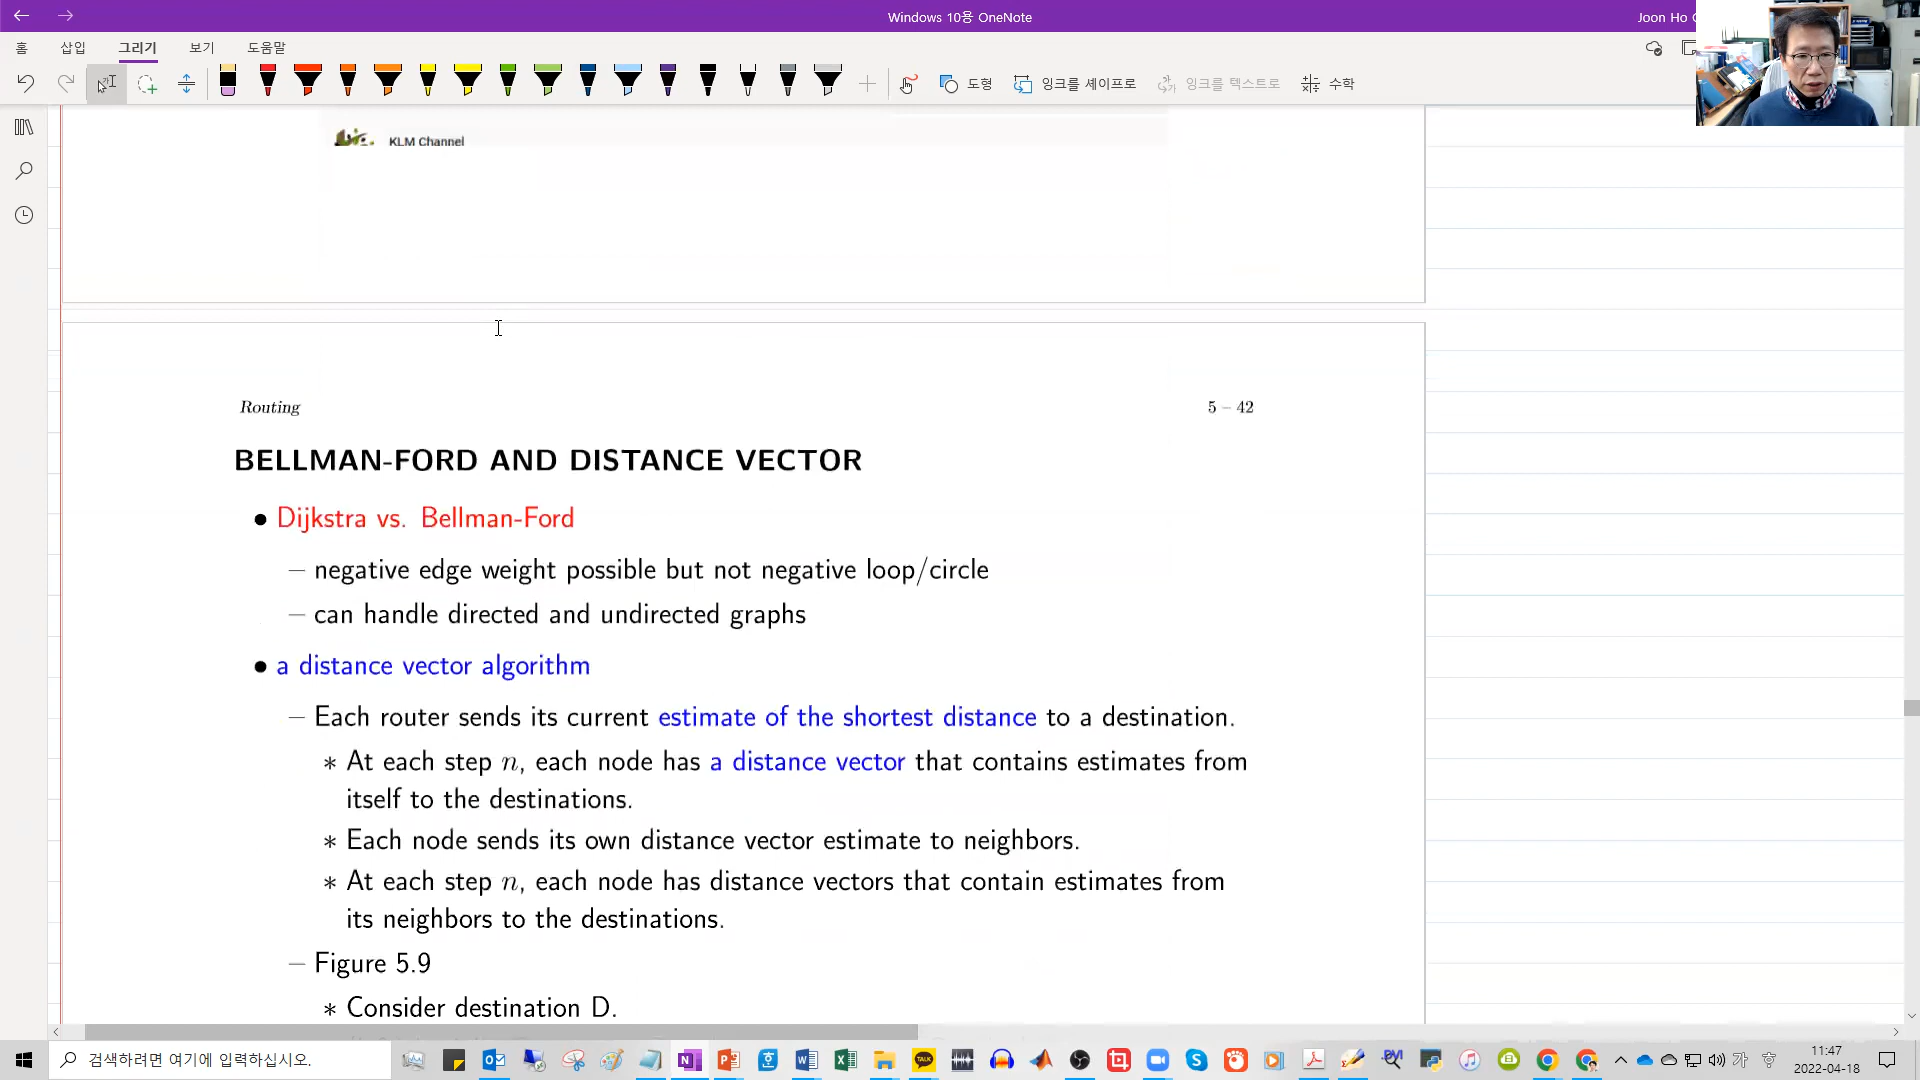 Windows 10용 OneNote
Joon Ho
홈 삽입 그리기 보기 도움말
도형 잉크를 셰이프로 잉크를 텍스트로 수학
KLM Channel
Routing 5 – 42
BELLMAN-FORD AND DISTANCE VECTOR
• Dijkstra vs. Bellman-Ford
– negative edge weight possible but not negative loop/circle
– can handle directed and undirected graphs
• a distance vector algorithm
– Each router sends its current estimate of the shortest distance to a destination.
∗ At each step n, each node has a distance vector that contains estimates from
itself to the destinations.
∗ Each node sends its own distance vector estimate to neighbors.
∗ At each step n, each node has distance vectors that contain estimates from
its neighbors to the destinations.
– Figure 5.9
∗ Consider destination D.
검색하려면 여기에 입력하십시오.
가
11:47
2022-04-18